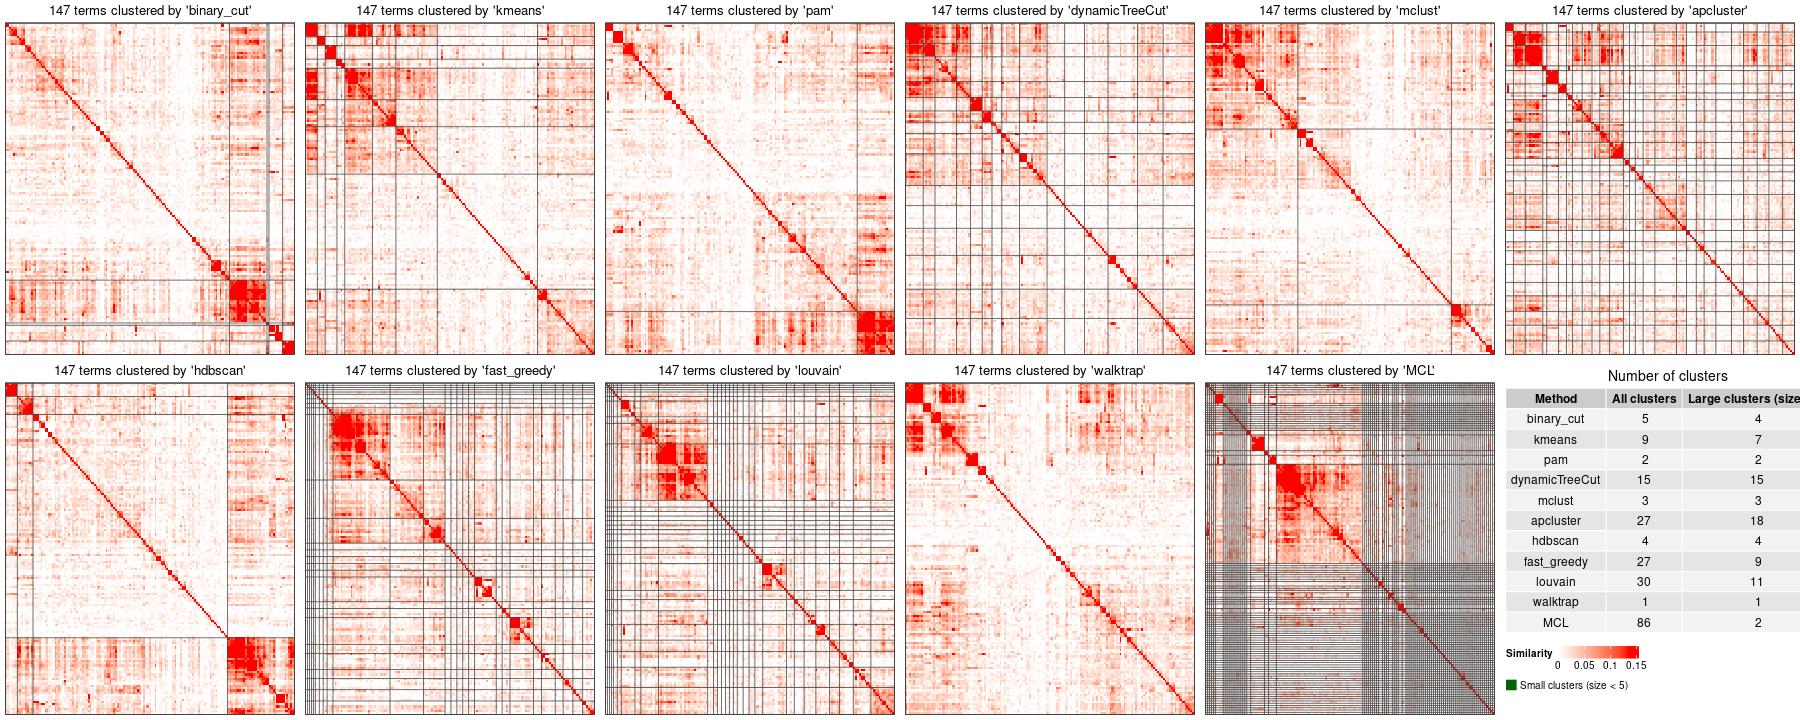 147 terms clustered by 'binary_cut'
147 terms clustered by 'kmeans'
147 terms clustered by 'pam'
147 terms clustered by 'dynamicTreeCut'
147 terms clustered by 'mclust'
147 terms clustered by 'apcluster'
147 terms clustered by 'hdbscan'
147 terms clustered by 'fast_greedy'
147 terms clustered by 'louvain'
147 terms clustered by 'walktrap'
147 terms clustered by 'MCL'
Number of clusters
Method All clusters Large clusters (size
binary_cut 5 4
kmeans 9 7
pam 2 2
dynamicTreeCut 15 15
mclust 3 3
apcluster 27 18
hdbscan 4 4
fast_greedy 27 9
louvain 30 11
walktrap 1 1
MCL 86 2
Similarity
0 0.05 0.1 0.15
Small clusters (size < 5)